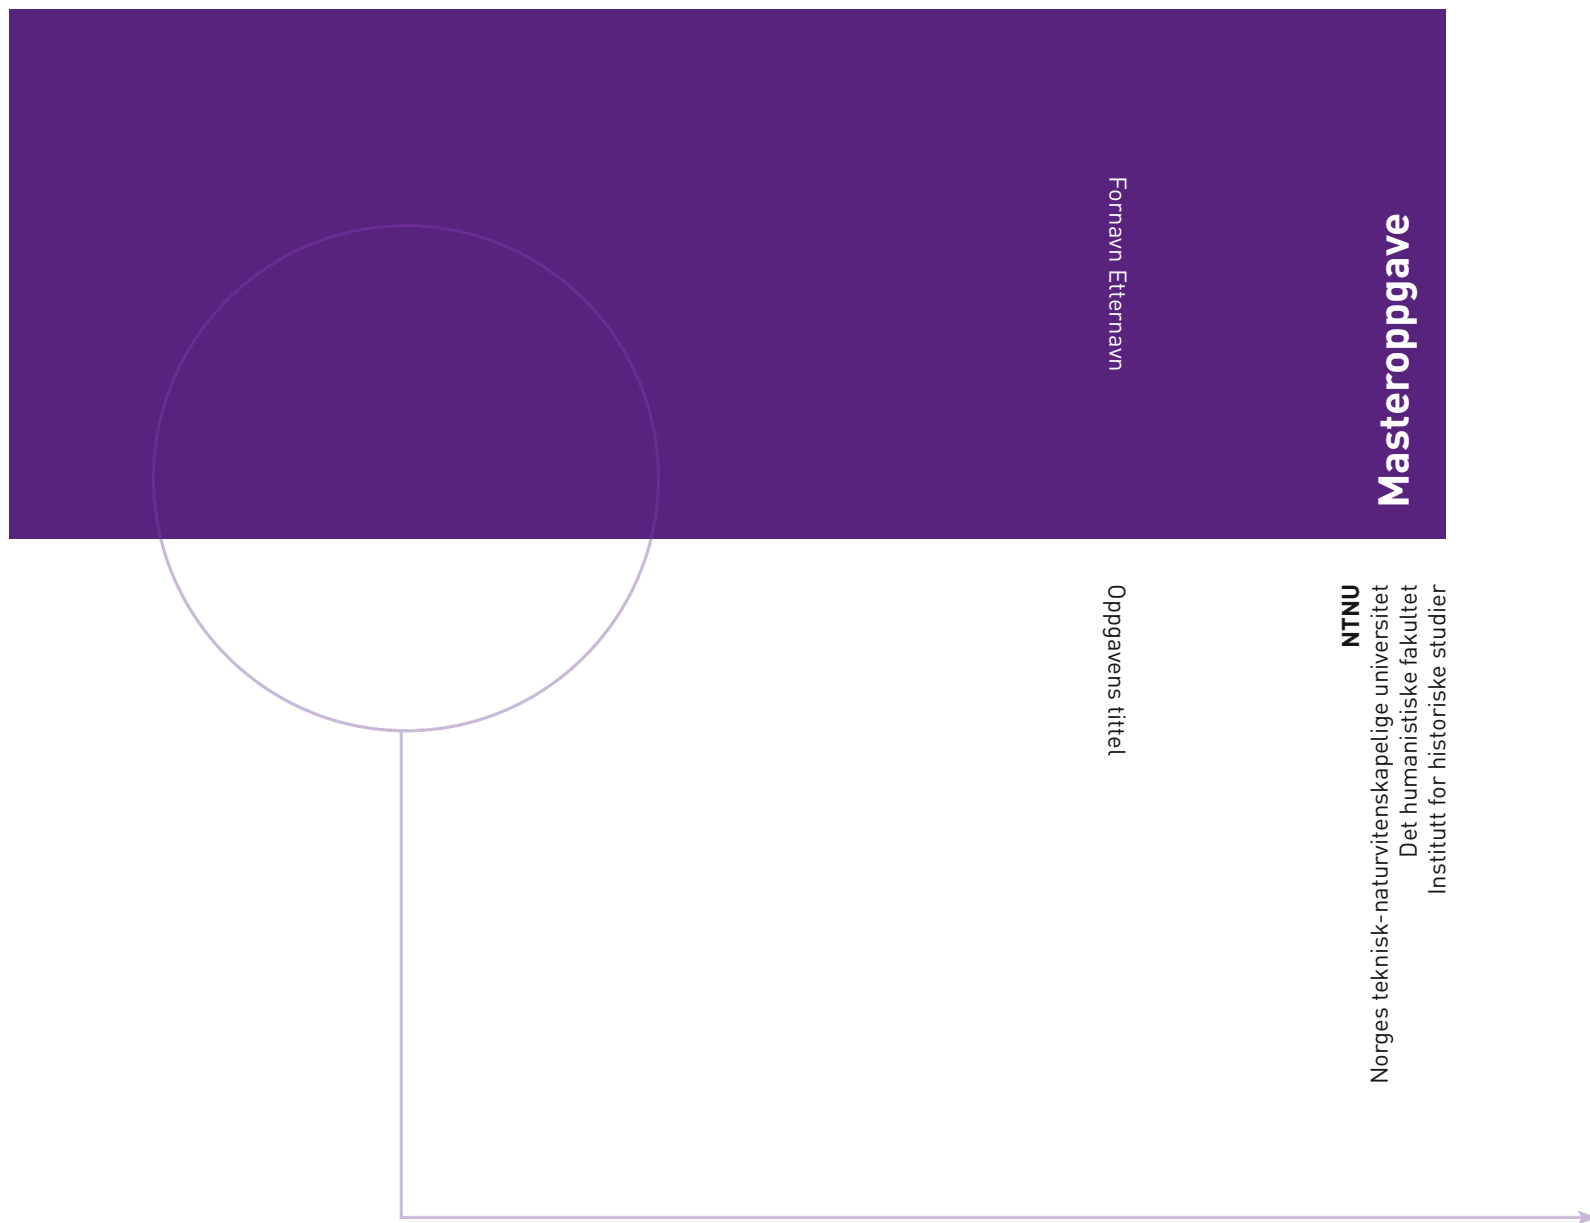 Fornavn Etternavn
Oppgavens tittel
Masteroppgave
NTNU
Norges teknisk-naturvitenskapelige universitet
Det humanistiske fakultet
Institutt for historiske studier